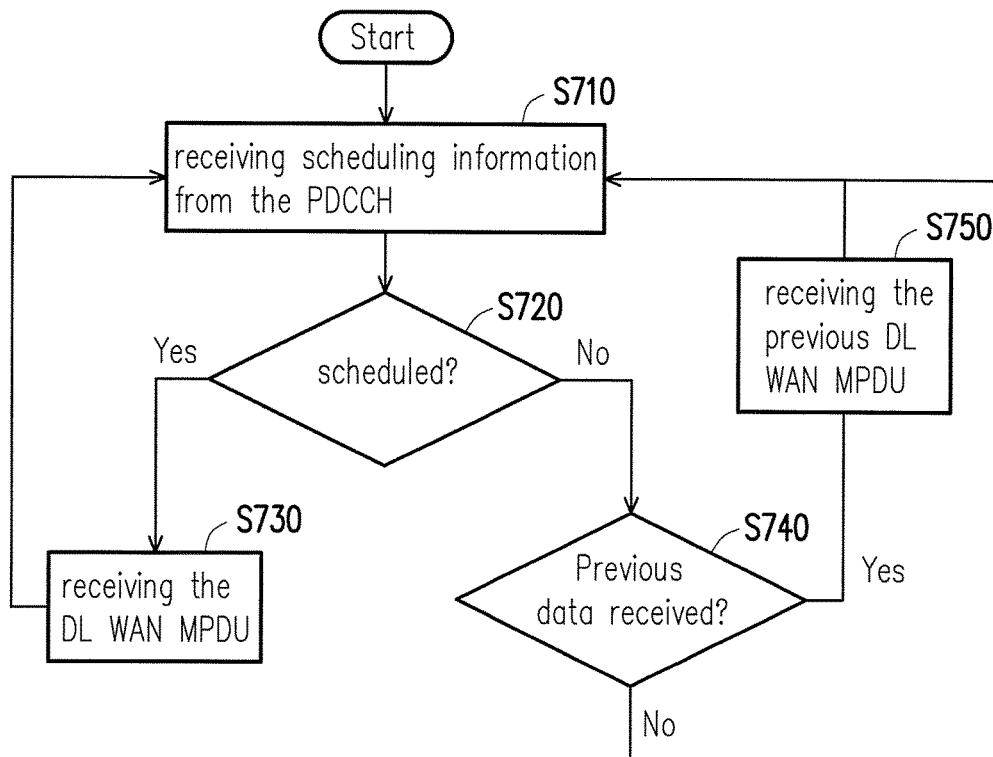 Start
S710
receiving scheduling information
from the PDCCH
S750
receiving the
previous DL
WAN MPDU
S720
Yes
No
scheduled?
S730
receiving the
DL WAN MPDU
S740
Previous
data received?
Yes
No